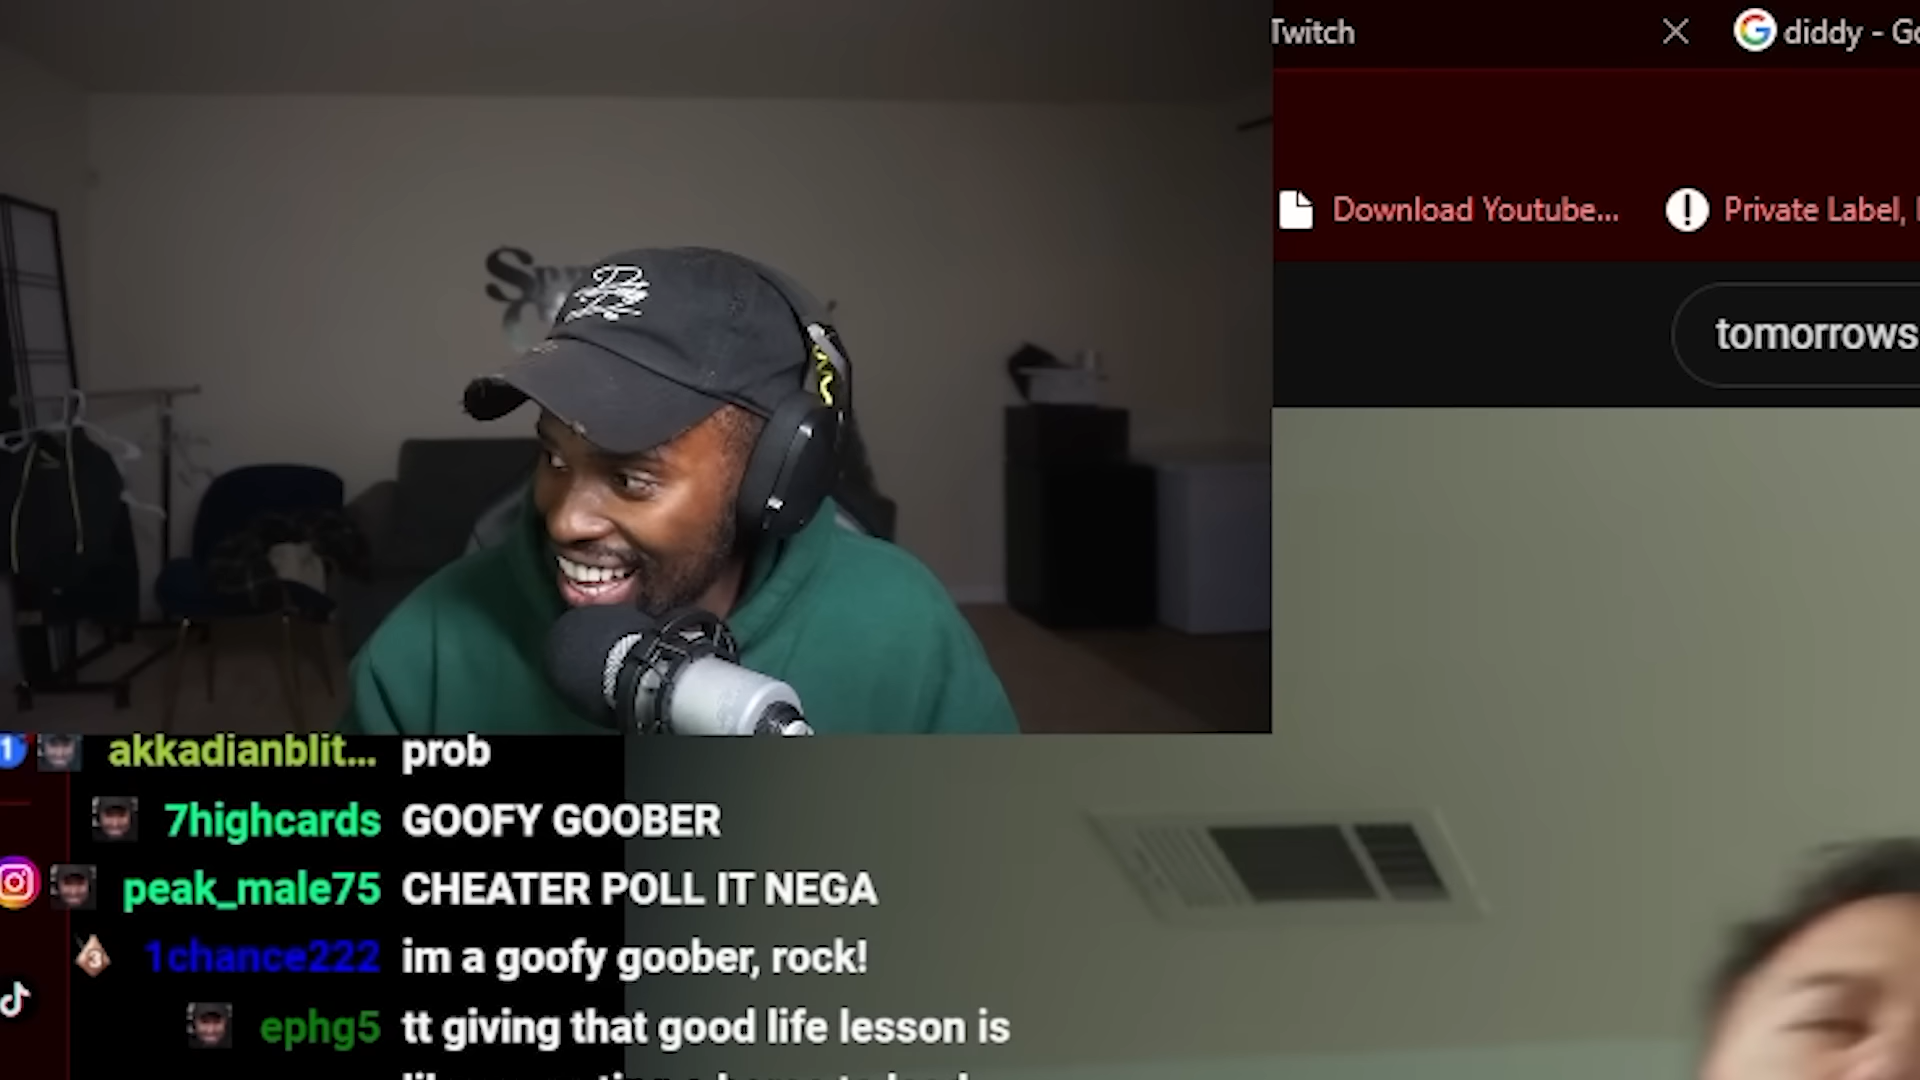 Twitch
diddy - Go
Download Youtube...
Private Label,
tomorrows
akkadianblit... prob
7highcards GOOFY GOOBER
peak_male75 CHEATER POLL IT NEGA
1chance222 im a goofy goober, rock!
ephg5 tt giving that good life lesson is